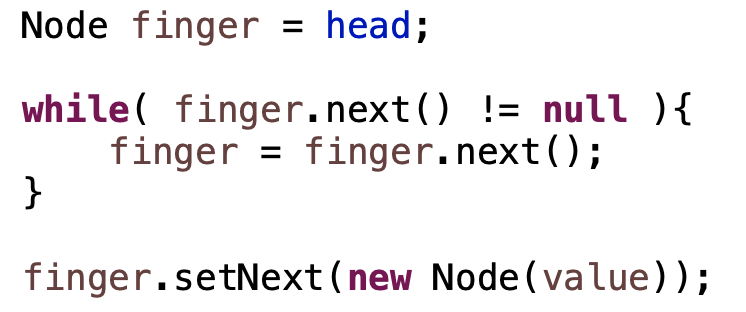 Node finger = head;
while( finger.next() != null ){
    finger = finger.next();
}
finger.setNext(new Node(value));